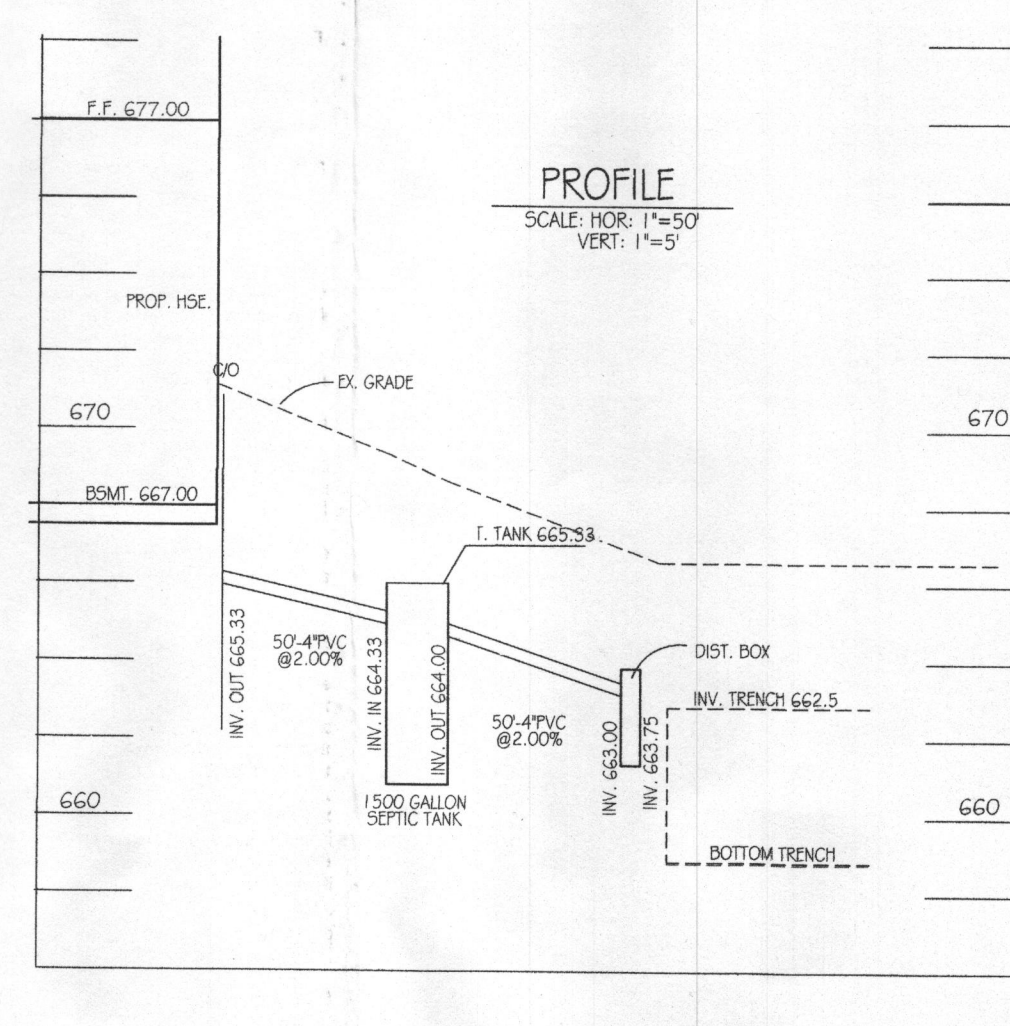 F.F. 677.00
PROFILE
SCALE: HOR: 1"=50'
VERT: 1"=5'
PROP. HSE.
C/O
EX. GRADE
670
670
BSMT. 667.00
T. TANK 665.33
INV. OUT 665.33
50'-4"PVC
@2.00%
INV. IN 664.33
INV. OUT 664.00
DIST. BOX
INV. TRENCH 662.5
50'-4"PVC
@2.00%
INV. 663.00
INV. 663.75
660
660
1500 GALLON
SEPTIC TANK
BOTTOM TRENCH